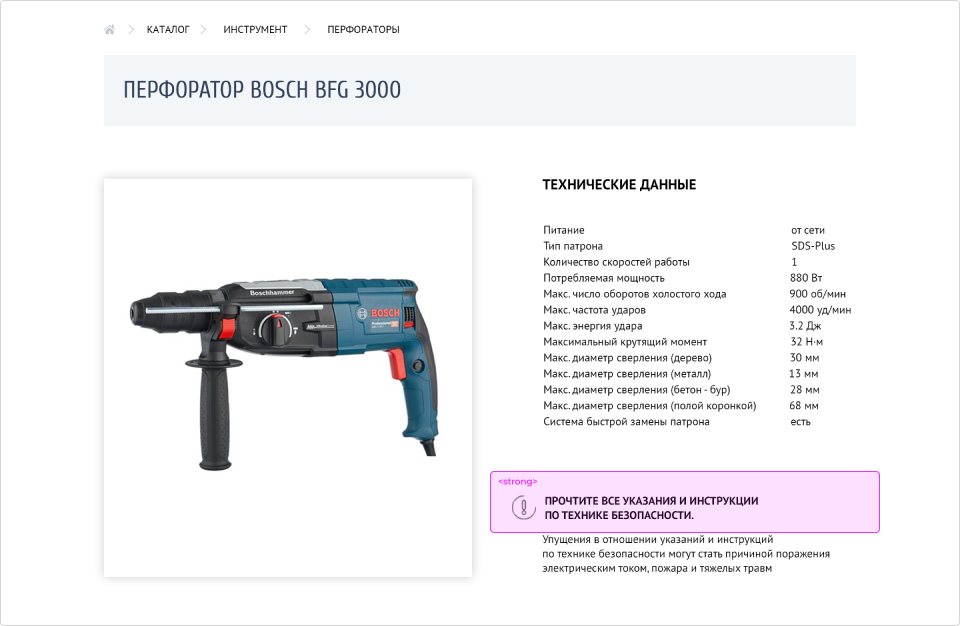 КАТАЛОГ ИНСТРУМЕНТ ПЕРФОРАТОРЫ
ПЕРФОРАТОР BOSCH BFG 3000
Boschhammer
BOSCH
Professional
ТЕХНИЧЕСКИЕ ДАННЫЕ
Питание от сети
Тип патрона SDS-Plus
Количество скоростей работы 1
Потребляемая мощность 880 Вт
Макс. число оборотов холостого хода 900 об/мин
Макс. частота ударов 4000 уд/мин
Макс. энергия удара 3.2 Дж
Максимальный крутящий момент 32 Н·м
Макс. диаметр сверления (дерево) 30 мм
Макс. диаметр сверления (металл) 13 мм
Макс. диаметр сверления (бетон - бур) 28 мм
Макс. диаметр сверления (полой коронкой) 68 мм
Система быстрой замены патрона есть
<strong>
ПРОЧТИТЕ ВСЕ УКАЗАНИЯ И ИНСТРУКЦИИ
ПО ТЕХНИКЕ БЕЗОПАСНОСТИ.
Упущения в отношении указаний и инструкций
по технике безопасности могут стать причиной поражения
электрическим током, пожара и тяжелых травм